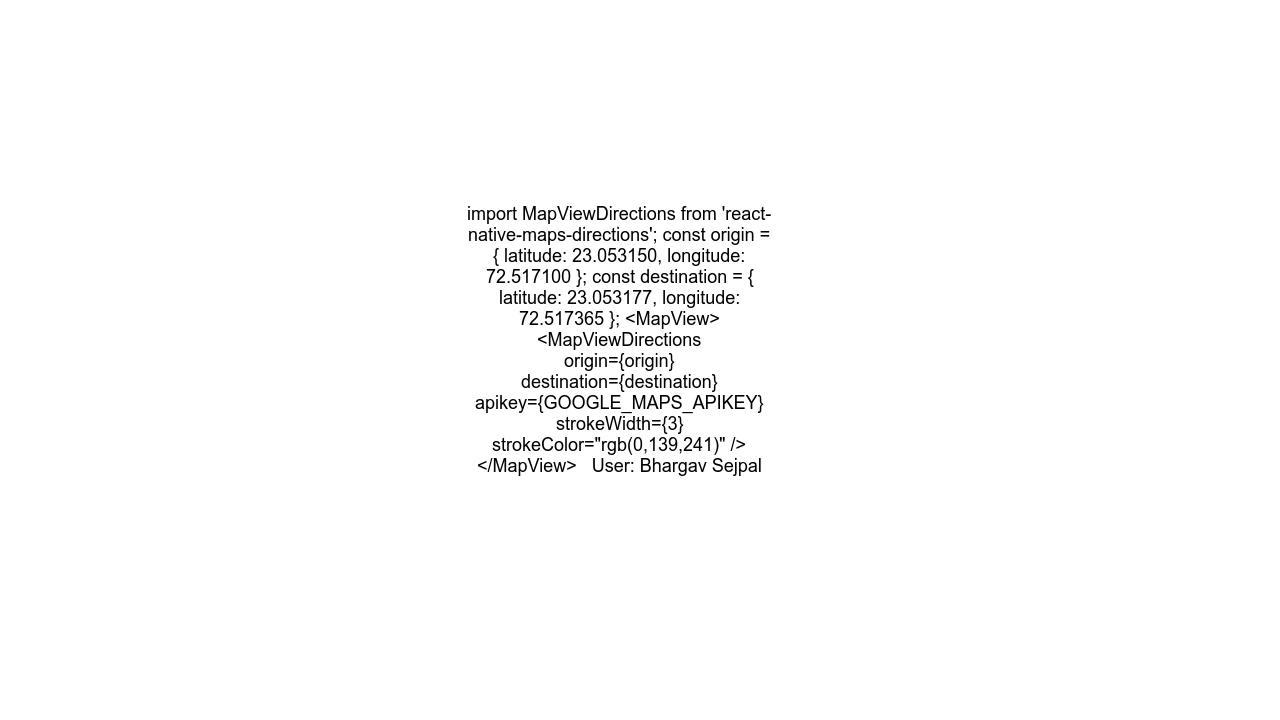 import MapViewDirections from 'react-
native-maps-directions'; const origin =
{ latitude: 23.053150, longitude:
72.517100 }; const destination = {
latitude: 23.053177, longitude:
72.517365 }; <MapView>
<MapViewDirections
origin={origin}
destination={destination}
apikey={GOOGLE_MAPS_APIKEY}
strokeWidth={3}
strokeColor="rgb(0,139,241)" />
</MapView>   User: Bhargav Sejpal